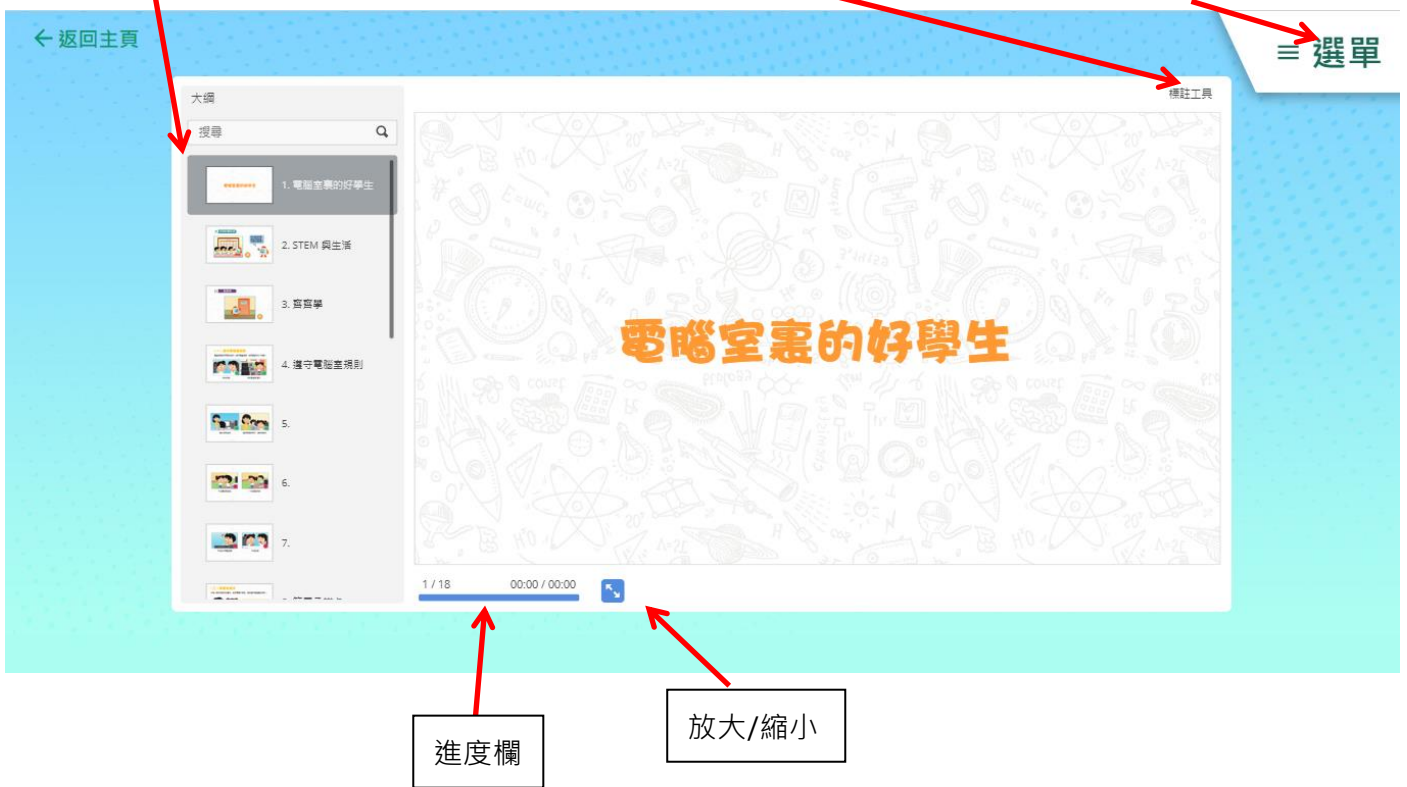 返回主頁
選單
大綱
標註工具
搜尋
1. 電腦室裏的好學生
2. STEM 與生活
3. 齊齊學
4. 遵守電腦室規則
5.
6.
7.
電腦室裏的好學生
1 / 18
00:00 / 00:00
進度欄
放大/縮小